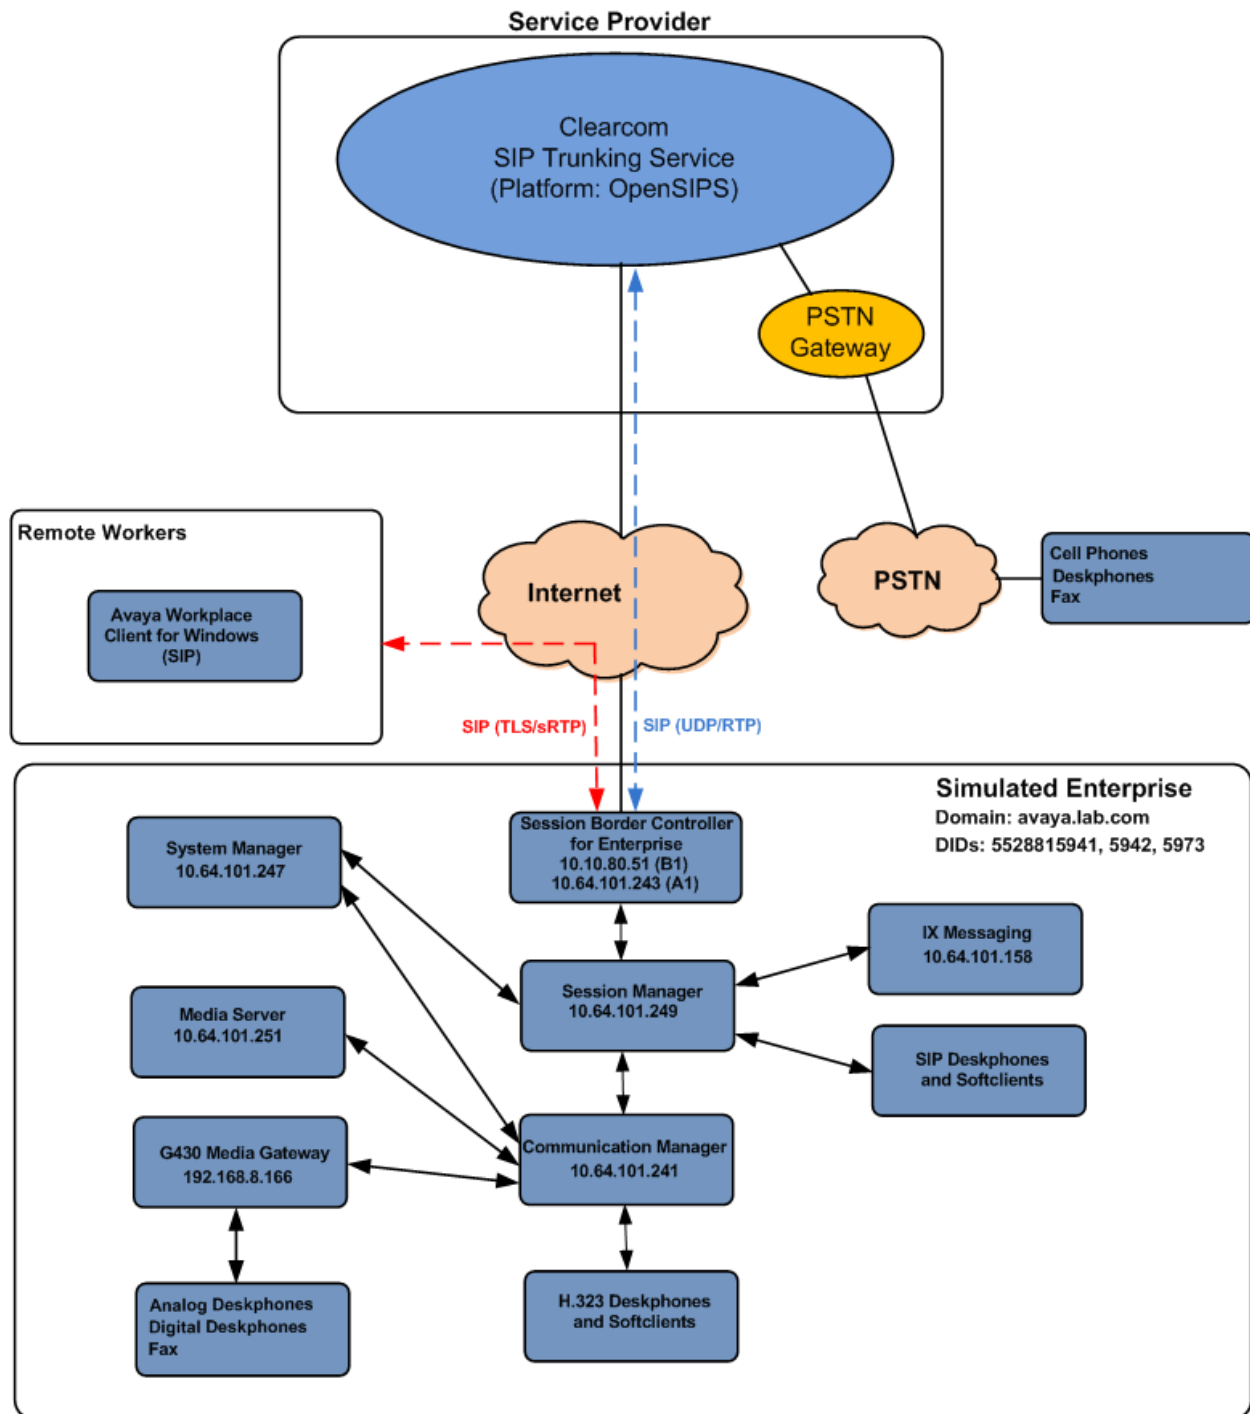 Service Provider
Clearcom
SIP Trunking Service
(Platform: OpenSIPS)
PSTN
Gateway
Remote Workers
Avaya Workplace
Client for Windows
(SIP)
Internet
PSTN
Cell Phones
Deskphones
Fax
SIP (TLS/sRTP)
SIP (UDP/RTP)
Simulated Enterprise
Domain: avaya.lab.com
DIDs: 5528815941, 5942, 5973
Session Border Controller
for Enterprise
10.10.80.51 (B1)
10.64.101.243 (A1)
System Manager
10.64.101.247
IX Messaging
10.64.101.158
Session Manager
10.64.101.249
Media Server
10.64.101.251
SIP Deskphones
and Softclients
G430 Media Gateway
192.168.8.166
Communication Manager
10.64.101.241
Analog Deskphones
Digital Deskphones
Fax
H.323 Deskphones
and Softclients